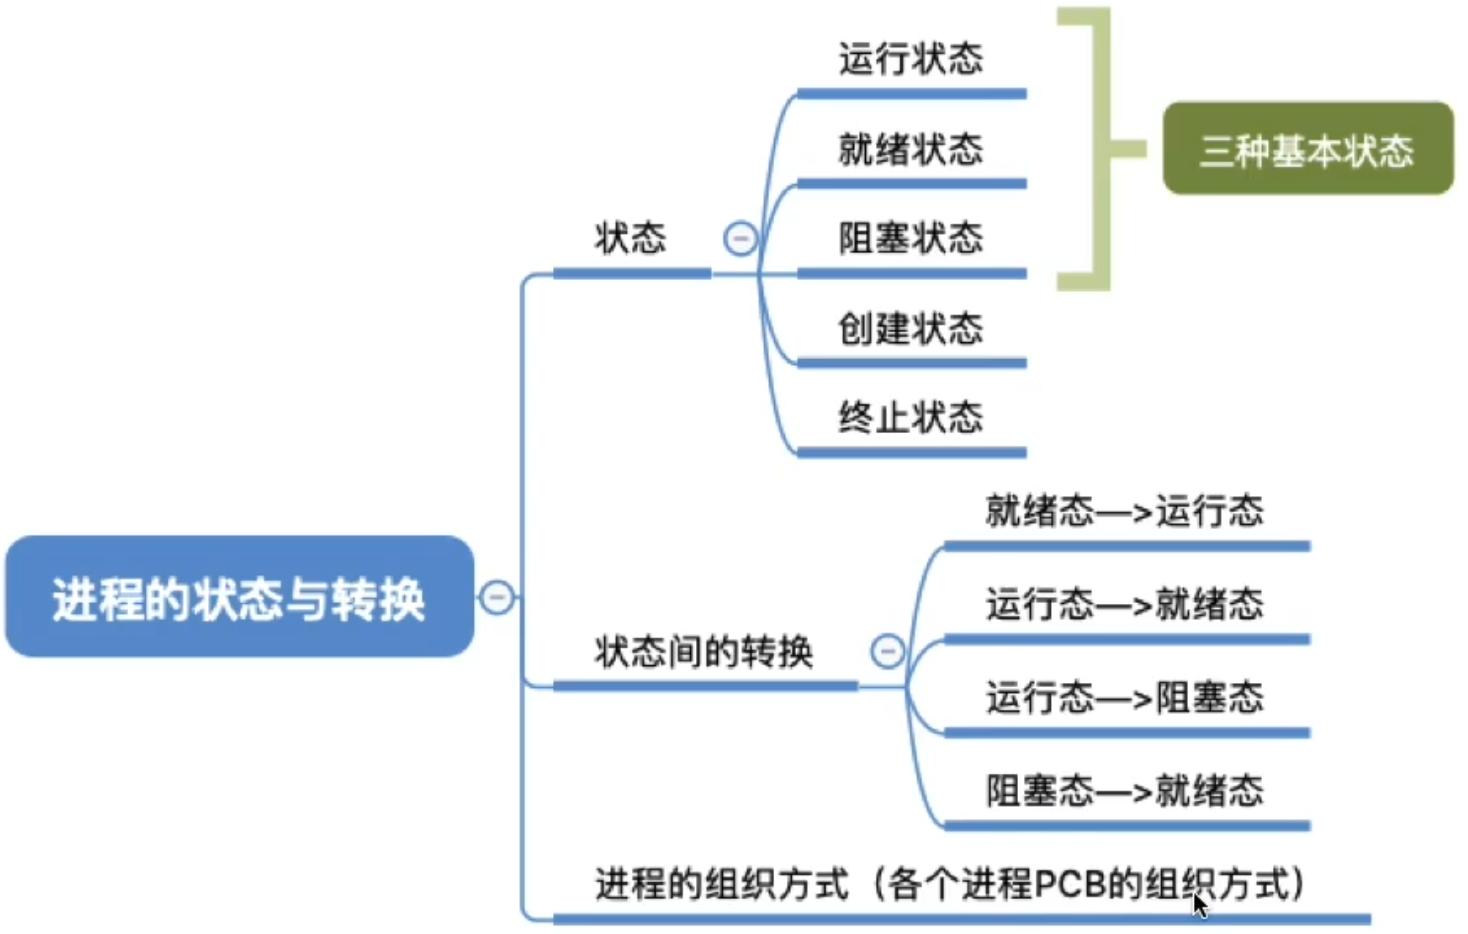 进程的状态与转换
状态
运行状态
就绪状态
阻塞状态
创建状态
终止状态
三种基本状态
状态间的转换
就绪态—>运行态
运行态—>就绪态
运行态—>阻塞态
阻塞态—>就绪态
进程的组织方式（各个进程PCB的组织方式）